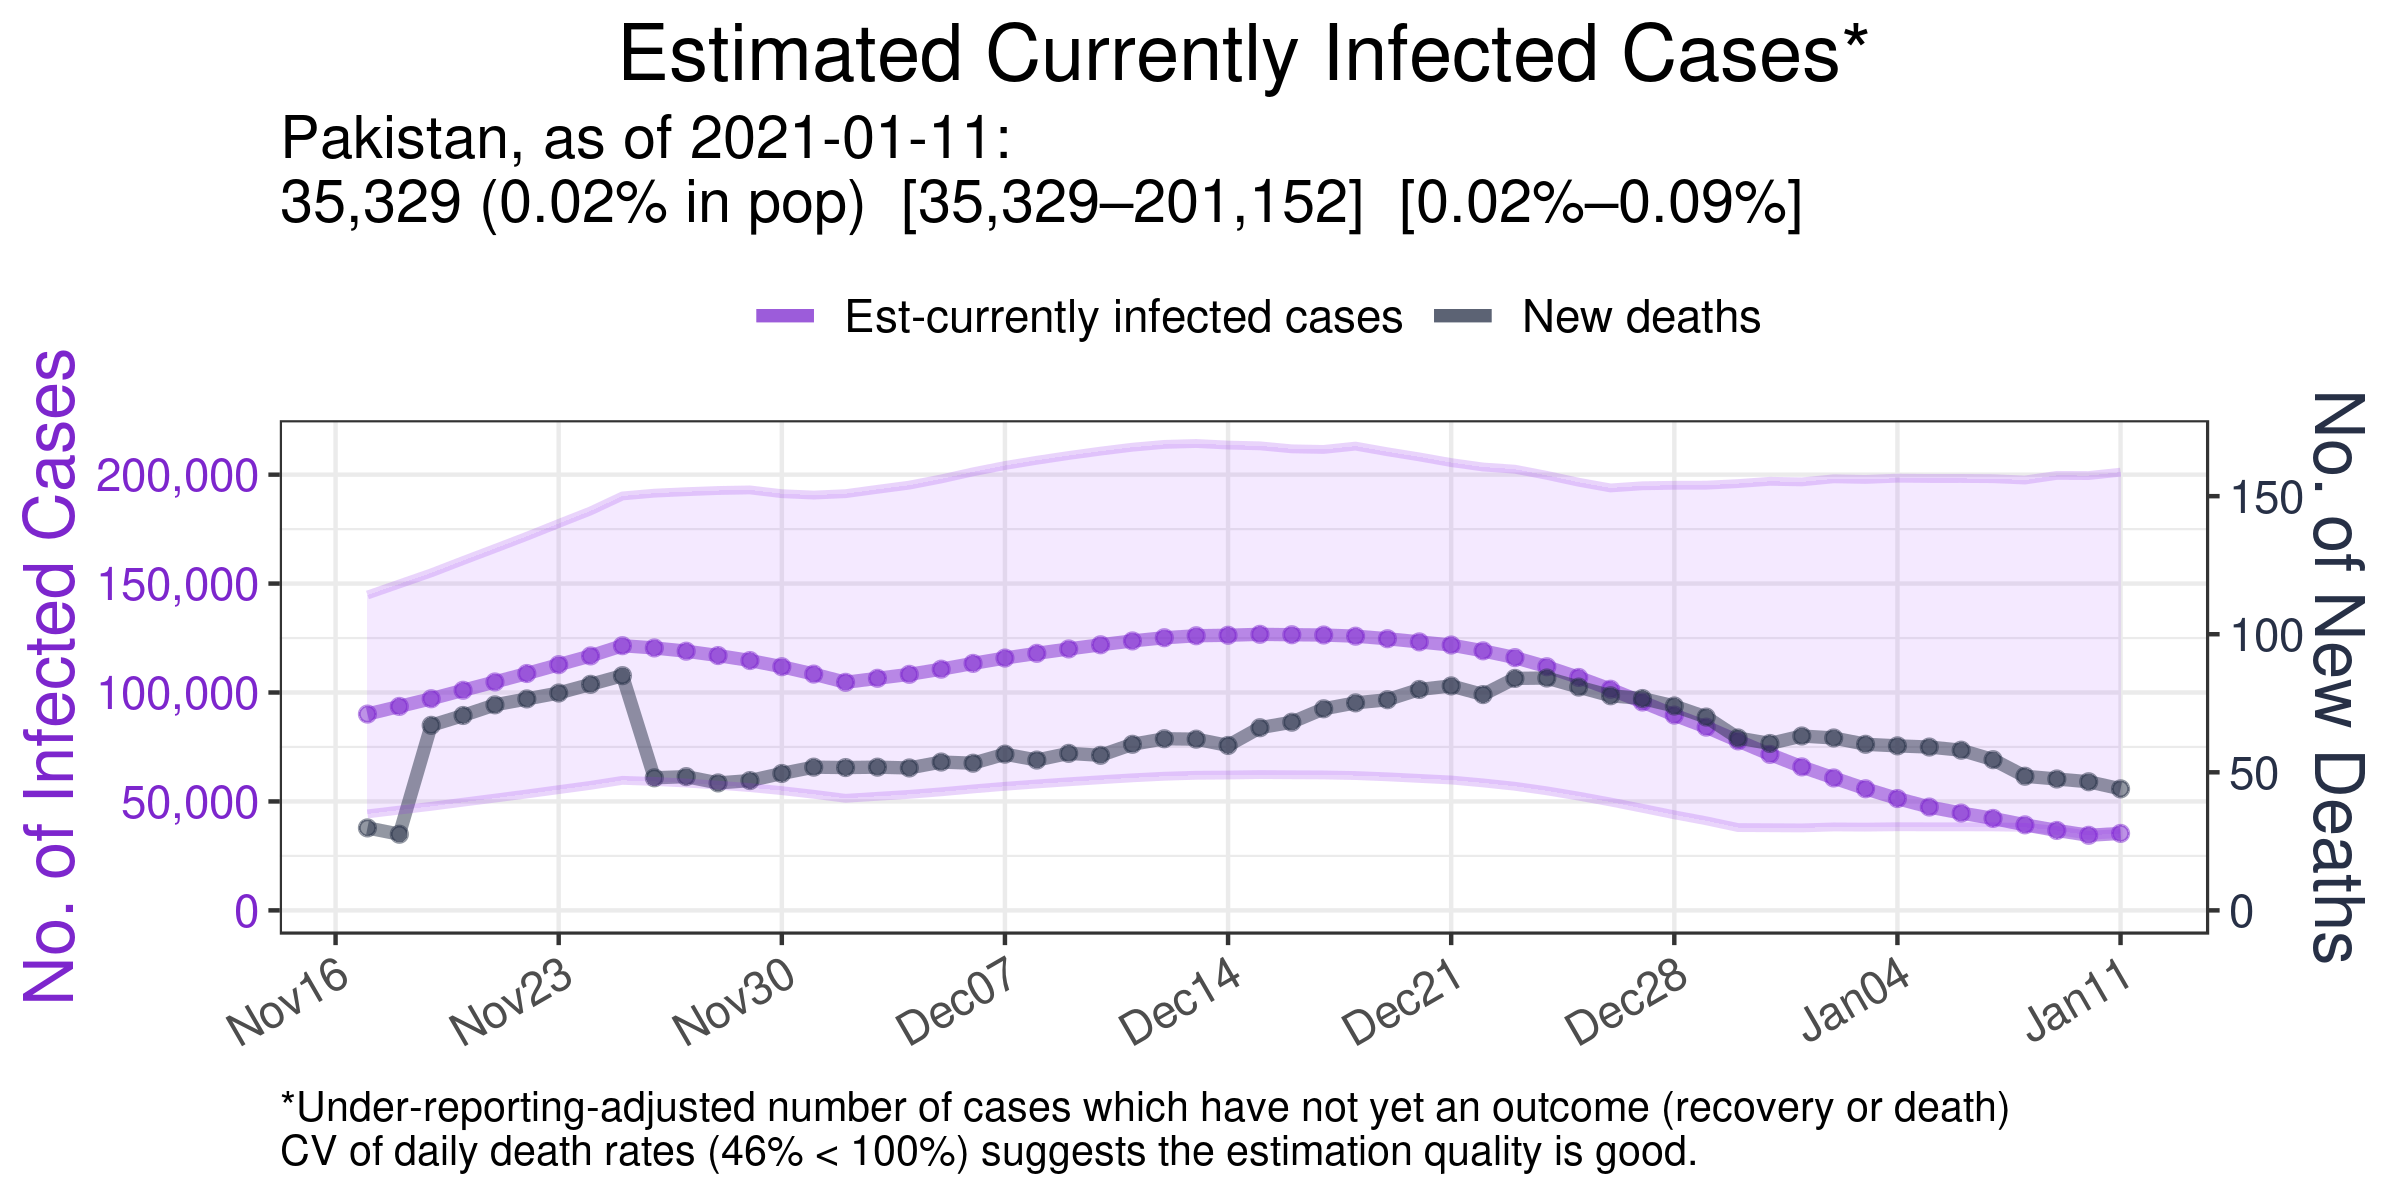 Estimated Currently Infected Cases*
Pakistan, as of 2021-01-11:
35,329 (0.02% in pop)  [35,329–201,152]  [0.02%–0.09%]
Est-currently infected cases
New deaths
No. of Infected Cases
200,000
150,000
100,000
50,000
0
No. of New Deaths
150
100
50
0
Nov16
Nov23
Nov30
Dec07
Dec14
Dec21
Dec28
Jan04
Jan11
*Under-reporting-adjusted number of cases which have not yet an outcome (recovery or death)
CV of daily death rates (46% < 100%) suggests the estimation quality is good.